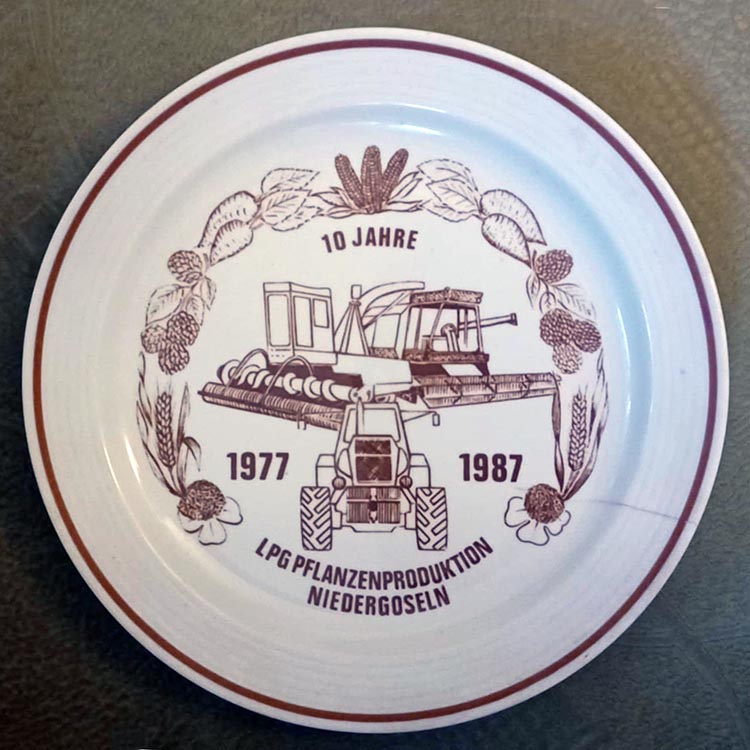 10 JAHRE
1977 1987
LPG PFLANZENPRODUKTION
NIEDERGOSELN